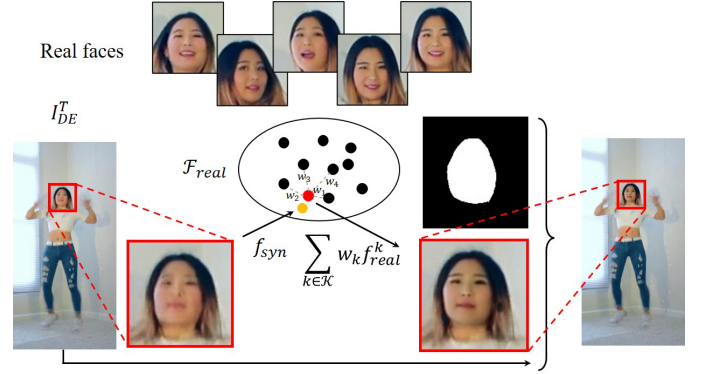 Real faces
I_{DE}^{T}
\mathcal{F}_{real}
w_3
w_4
w_2
w_1
f_{syn}
\sum_{k \in \mathcal{K}} w_k f_{real}^{k}